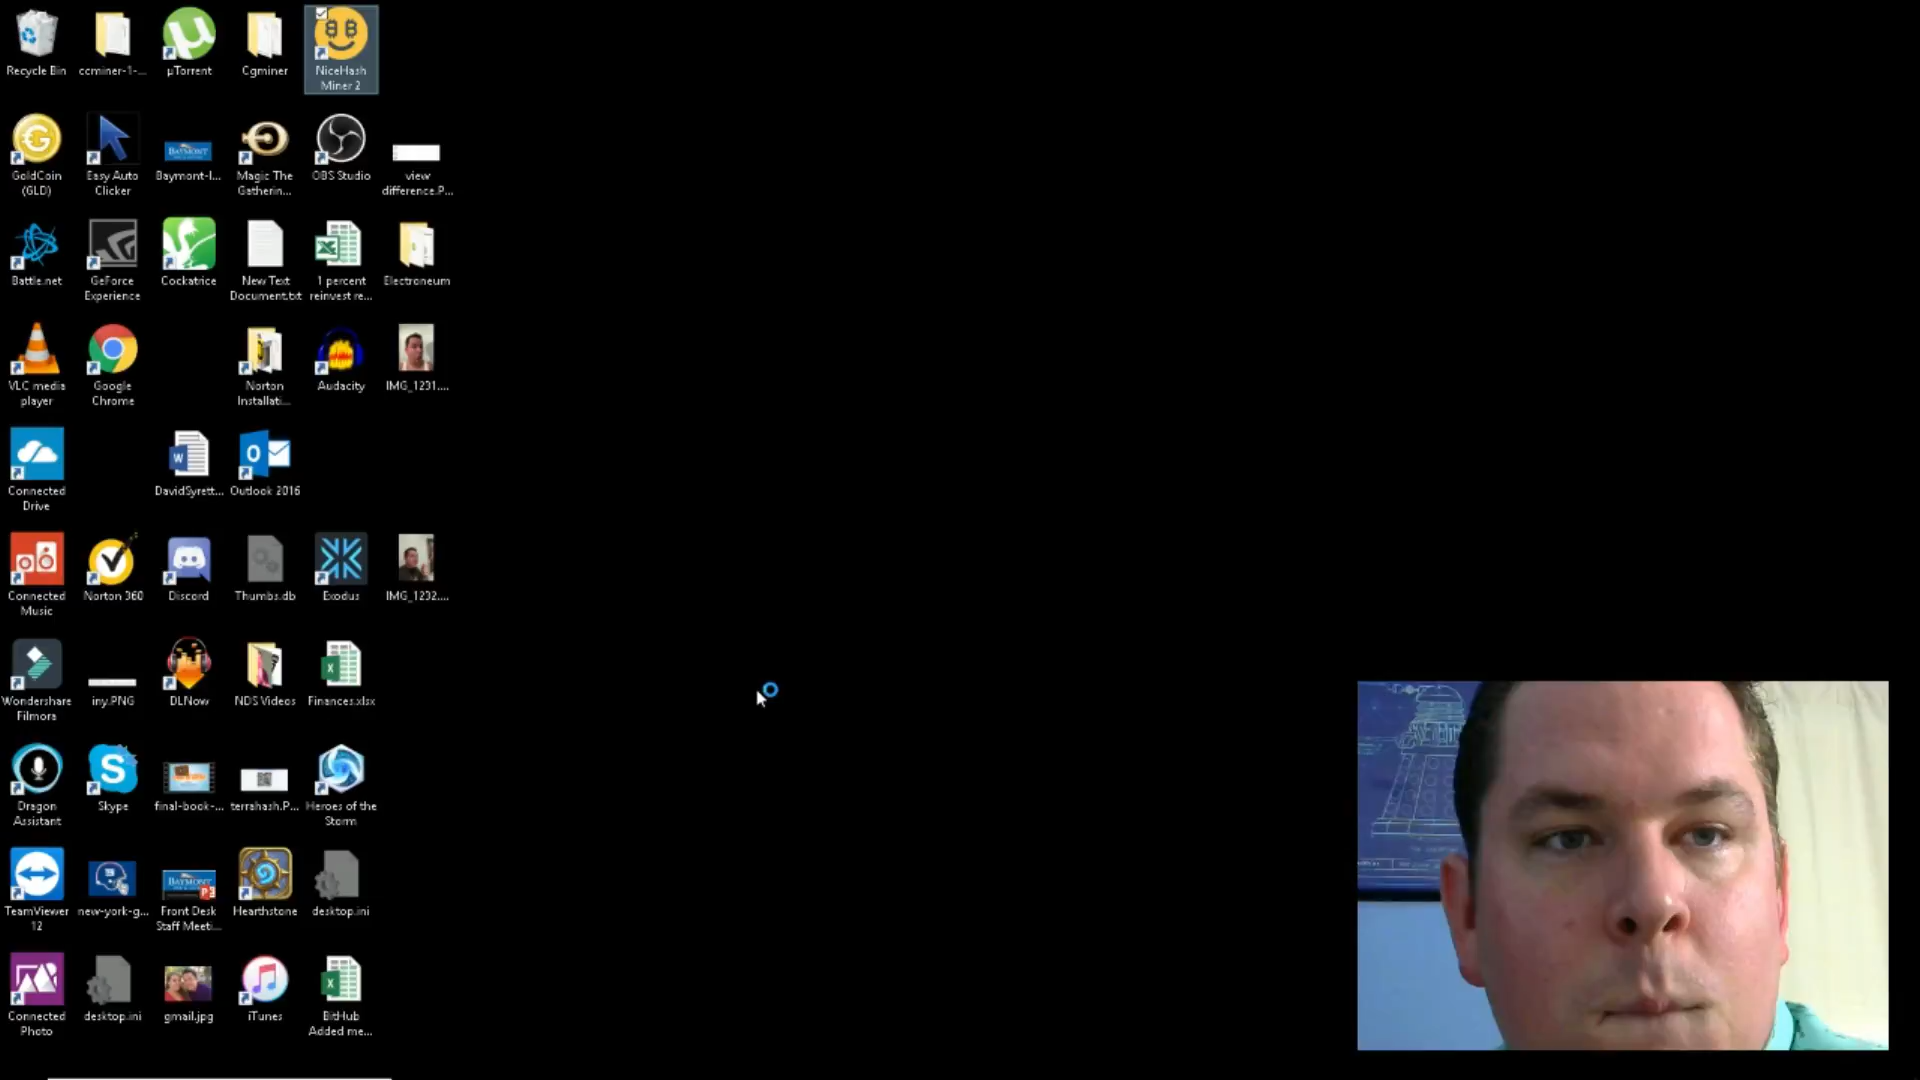 Recycle Bin
ccminer-1-...
µTorrent
Cgminer
NiceHash
Miner 2
GoldCoin
(GLD)
Easy Auto
Clicker
BAYMONT
Baymont-I...
Magic The
Gatherin...
OBS Studio
view
difference.P...
Battle.net
GeForce
Experience
Cockatrice
New Text
Document.txt
1 percent
reinvest re...
Electroneum
VLC media
player
Google
Chrome
Norton
Installati...
Audacity
IMG_1231....
Connected
Drive
DavidSyrett...
Outlook 2016
Connected
Music
Norton 360
Discord
Thumbs.db
Exodus
IMG_1232....
Wondershare
Filmora
iny.PNG
DLNow
NDS Videos
Finances.xlsx
Dragon
Assistant
Skype
final-book-...
terrahash.P...
Heroes of the
Storm
TeamViewer
12
new-york-g...
BAYMONT
Front Desk
Staff Meeti...
Hearthstone
desktop.ini
Connected
Photo
desktop.ini
gmail.jpg
iTunes
BitHub
Added me...